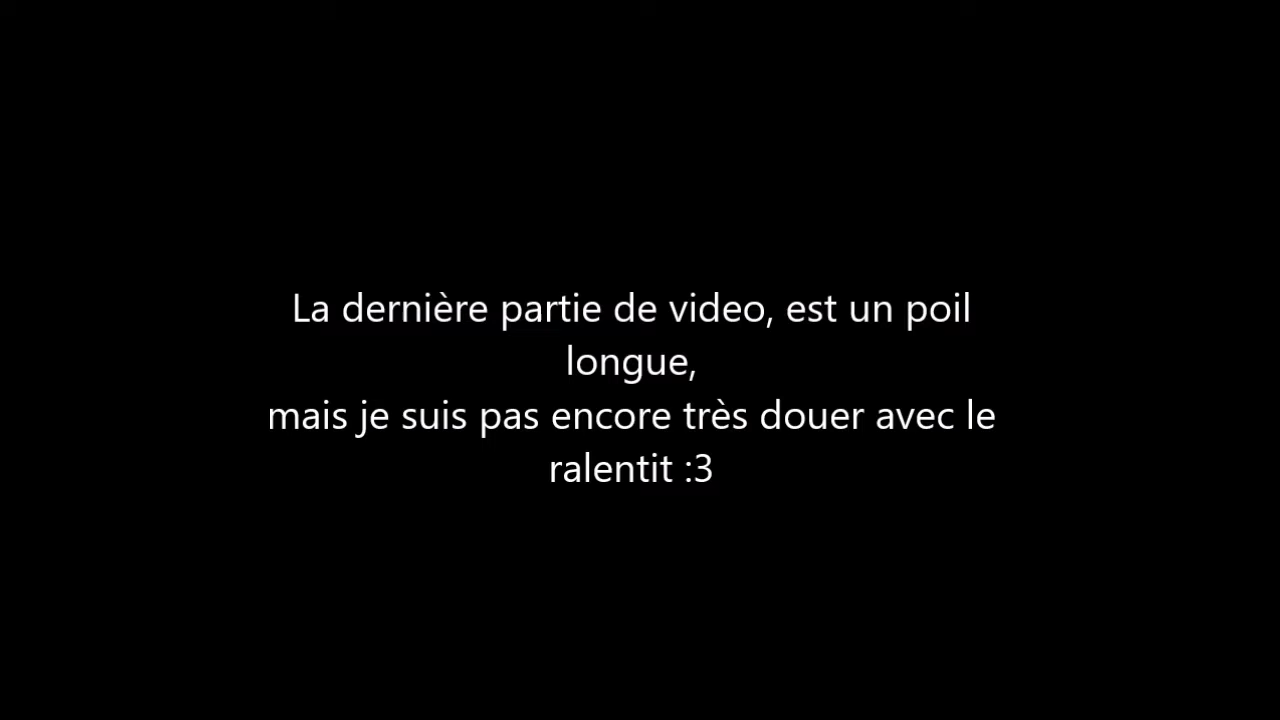 La dernière partie de video, est un poil
longue,
mais je suis pas encore très douer avec le
ralentit :3